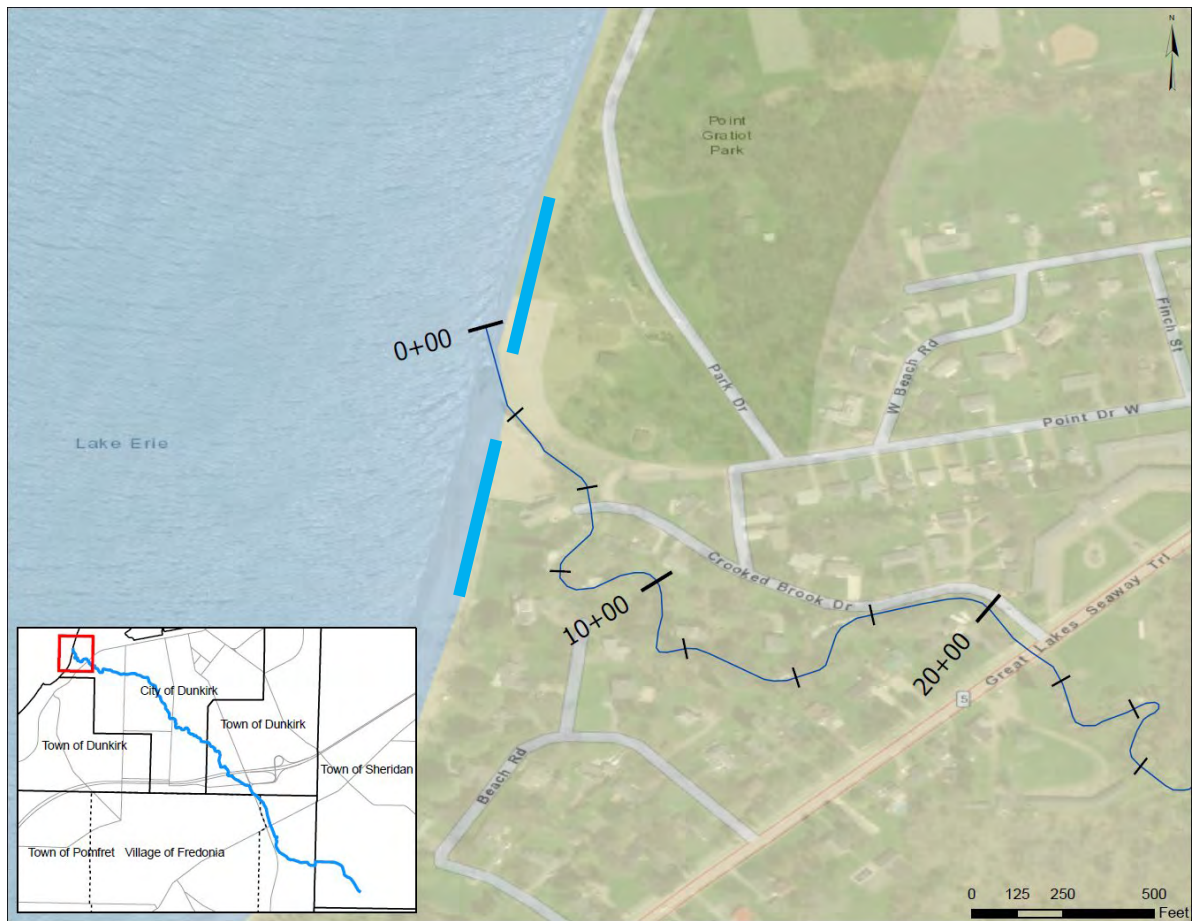 N
Point
Gratiot
Park
0+00
Finch St
W Beach Rd
Park Dr
Point Dr W
Lake Erie
Crooked Brook Dr
10+00
Great Lakes Seaway Trl
20+00
5
Beach Rd
City of Dunkirk
Town of Dunkirk
Town of Dunkirk
Town of Sheridan
Town of Pomfret
Village of Fredonia
0 125 250 500
Feet